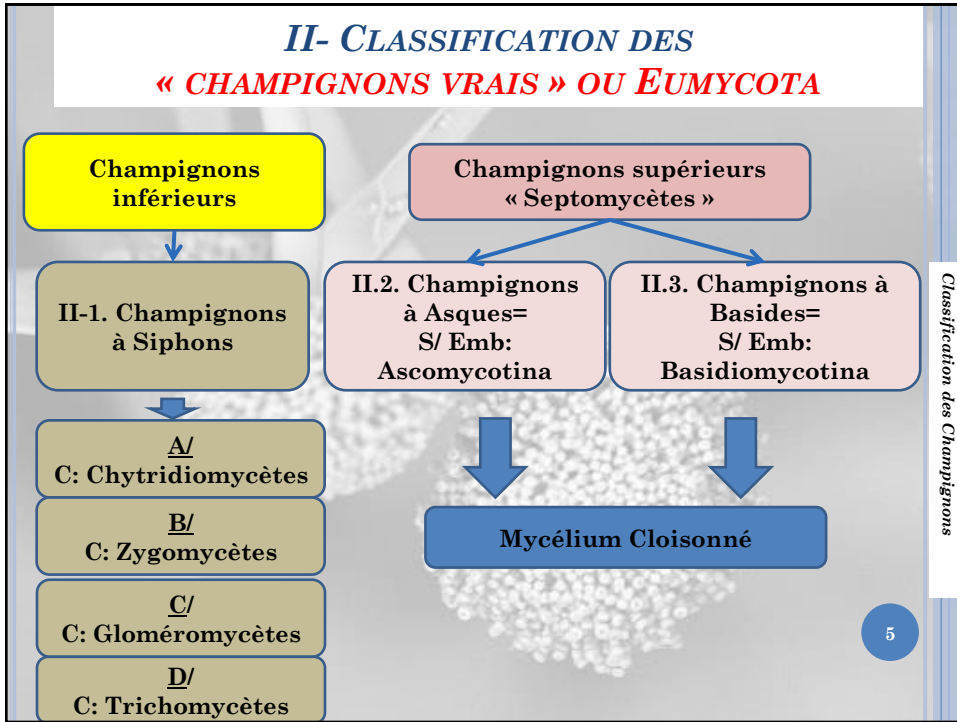 II- CLASSIFICATION DES
« CHAMPIGNONS VRAIS » OU EUMYCOTA
Champignons
inférieurs
Champignons supérieurs
« Septomycètes »
II-1. Champignons
à Siphons
II.2. Champignons
à Asques=
S/ Emb:
Ascomycotina
II.3. Champignons à
Basides=
S/ Emb:
Basidiomycotina
A/
C: Chytridiomycètes
B/
C: Zygomycètes
C/
C: Gloméromycètes
D/
C: Trichomycètes
Mycélium Cloisonné
Classification des Champignons
5